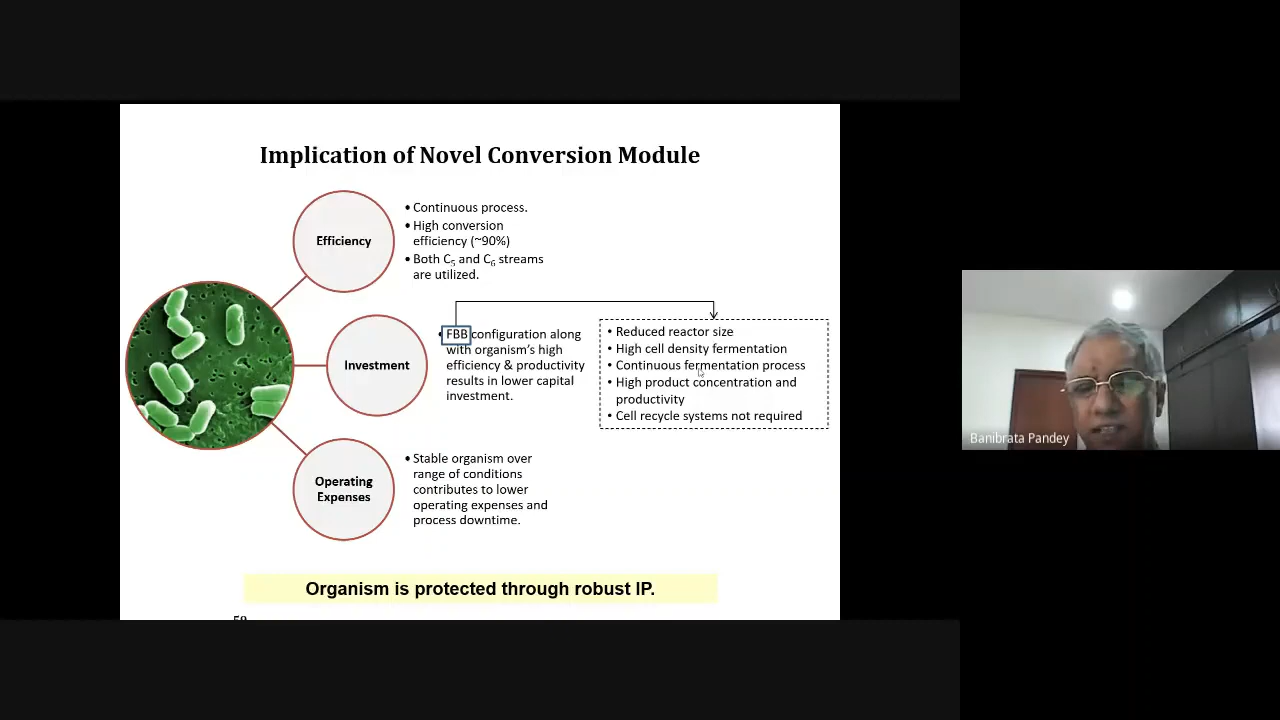 Implication of Novel Conversion Module
Efficiency
• Continuous process.
• High conversion
efficiency (~90%)
• Both C5 and C6 streams
are utilized.
Investment
• FBB configuration along
with organism's high
efficiency & productivity
results in lower capital
investment.
• Reduced reactor size
• High cell density fermentation
• Continuous fermentation process
• High product concentration and
productivity
• Cell recycle systems not required
Operating
Expenses
• Stable organism over
range of conditions
contributes to lower
operating expenses and
process downtime.
Organism is protected through robust IP.
Banibrata Pandey